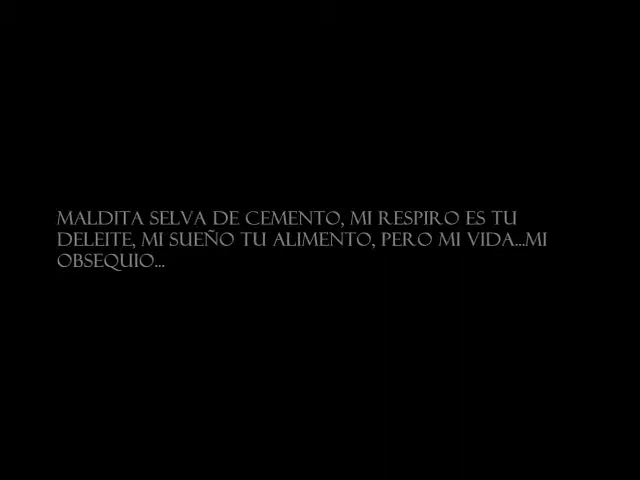 MALDITA SELVA DE CEMENTO, MI RESPIRO ES TU
DELEITE, MI SUEÑO TU ALIMENTO, PERO MI VIDA...MI
OBSEQUIO...